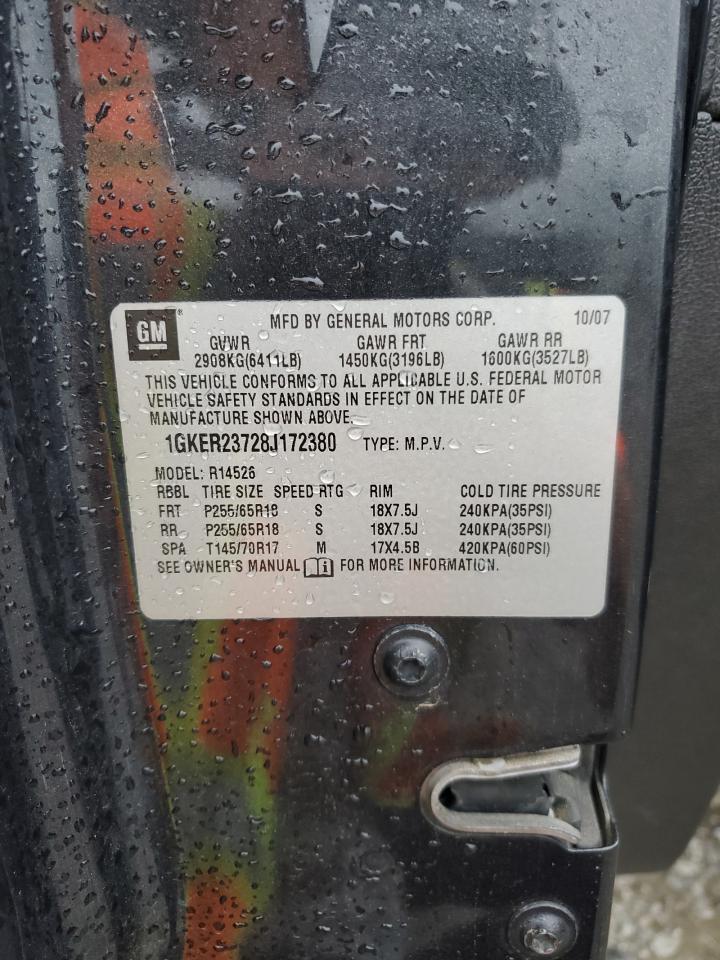 GM® MFD BY GENERAL MOTORS CORP. 10/07
GVWR GAWR FRT GAWR RR
2908KG(6411LB) 1450KG(3196LB) 1600KG(3527LB)
THIS VEHICLE CONFORMS TO ALL APPLICABLE U.S. FEDERAL MOTOR
VEHICLE SAFETY STANDARDS IN EFFECT ON THE DATE OF
MANUFACTURE SHOWN ABOVE.
1GKER23728J172380 TYPE: M.P.V.
MODEL: R14526
RBBL TIRE SIZE SPEED RTG RIM COLD TIRE PRESSURE
FRT P255/65R18 S 18X7.5J 240KPA(35PSI)
RR P255/65R18 S 18X7.5J 240KPA(35PSI)
SPA T145/70R17 M 17X4.5B 420KPA(60PSI)
SEE OWNER'S MANUAL i FOR MORE INFORMATION.